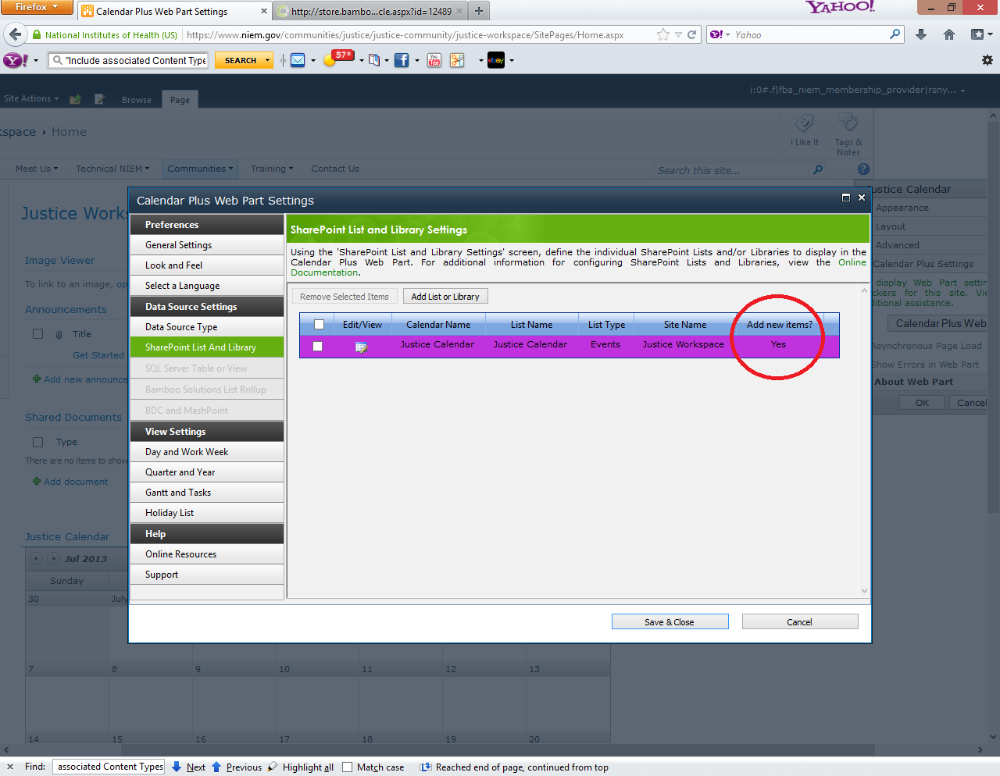 Firefox
Calendar Plus Web Part Settings
http://store.bambo...cle.aspx?id=12489
YAHOO!
National Institutes of Health (US)
https://www.niem.gov/communities/justice/justice-community/justice-workspace/SitePages/Home.aspx
Yahoo
"Include associated Content Type
SEARCH
57°
ebay
Site Actions
Browse
Page
i:0#.f|fba_niem_membership_provider|rsny...
kspace
Home
I Like It
Tags & Notes
Meet Us
Technical NIEM
Communities
Training
Contact Us
Search this site...
Justice Works
Image Viewer
To link to an image, op
Announcements
Title
Get Started
Add new announce
Shared Documents
Type
There are no items to show
Add document
Justice Calendar
Jul 2013
Sunday
30
July
7
8
9
10
11
12
13
14
15
16
17
18
19
20
Calendar Plus Web Part Settings
Preferences
General Settings
Look and Feel
Select a Language
Data Source Settings
Data Source Type
SharePoint List And Library
SQL Server Table or View
Bamboo Solutions List Rollup
BDC and MashPoint
View Settings
Day and Work Week
Quarter and Year
Gantt and Tasks
Holiday List
Help
Online Resources
Support
SharePoint List and Library Settings
Using the 'SharePoint List and Library Settings' screen, define the individual SharePoint Lists and/or Libraries to display in the
Calendar Plus Web Part. For additional information for configuring SharePoint Lists and Libraries, view the Online
Documentation.
Remove Selected Items
Add List or Library
Edit/View
Calendar Name
List Name
List Type
Site Name
Add new items?
Justice Calendar
Justice Calendar
Events
Justice Workspace
Yes
Save & Close
Cancel
ustice Calendar
Appearance
Layout
Advanced
Calendar Plus Settings
display Web Part settin
ckers for this site. Vie
ditional assistance.
Calendar Plus Web
Asynchronous Page Load
Show Errors in Web Part
About Web Part
OK
Cancel
Find:
associated Content Types
Next
Previous
Highlight all
Match case
Reached end of page, continued from top